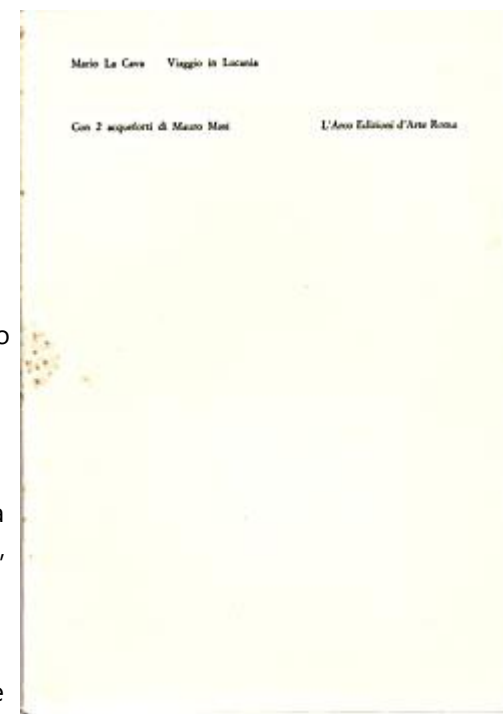 Mario La Cava Viaggio in Lucania
Con 2 acqueforti di Mauro Masi L'Arco Edizioni d'Arte Roma
o
a
,
e